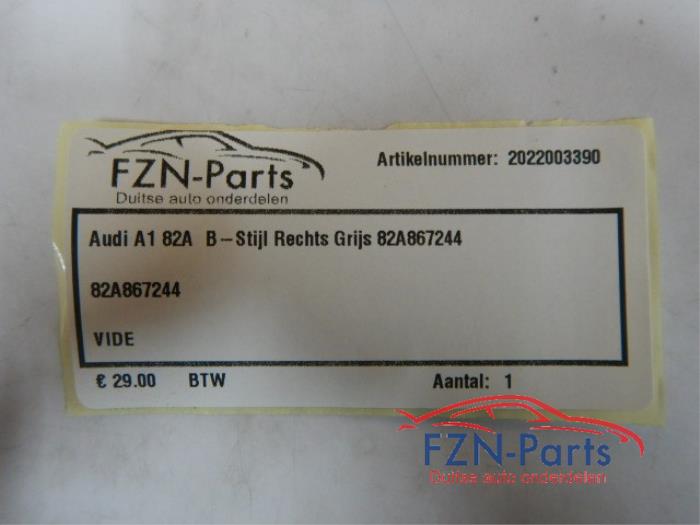 FZN-Parts
Duitse auto onderdelen
Artikelnummer: 2022003390
Audi A1 82A B-Stijl Rechts Grijs 82A867244
82A867244
VIDE
€ 29.00 BTW Aantal: 1
FZN-Parts
Duitse auto onderdelen